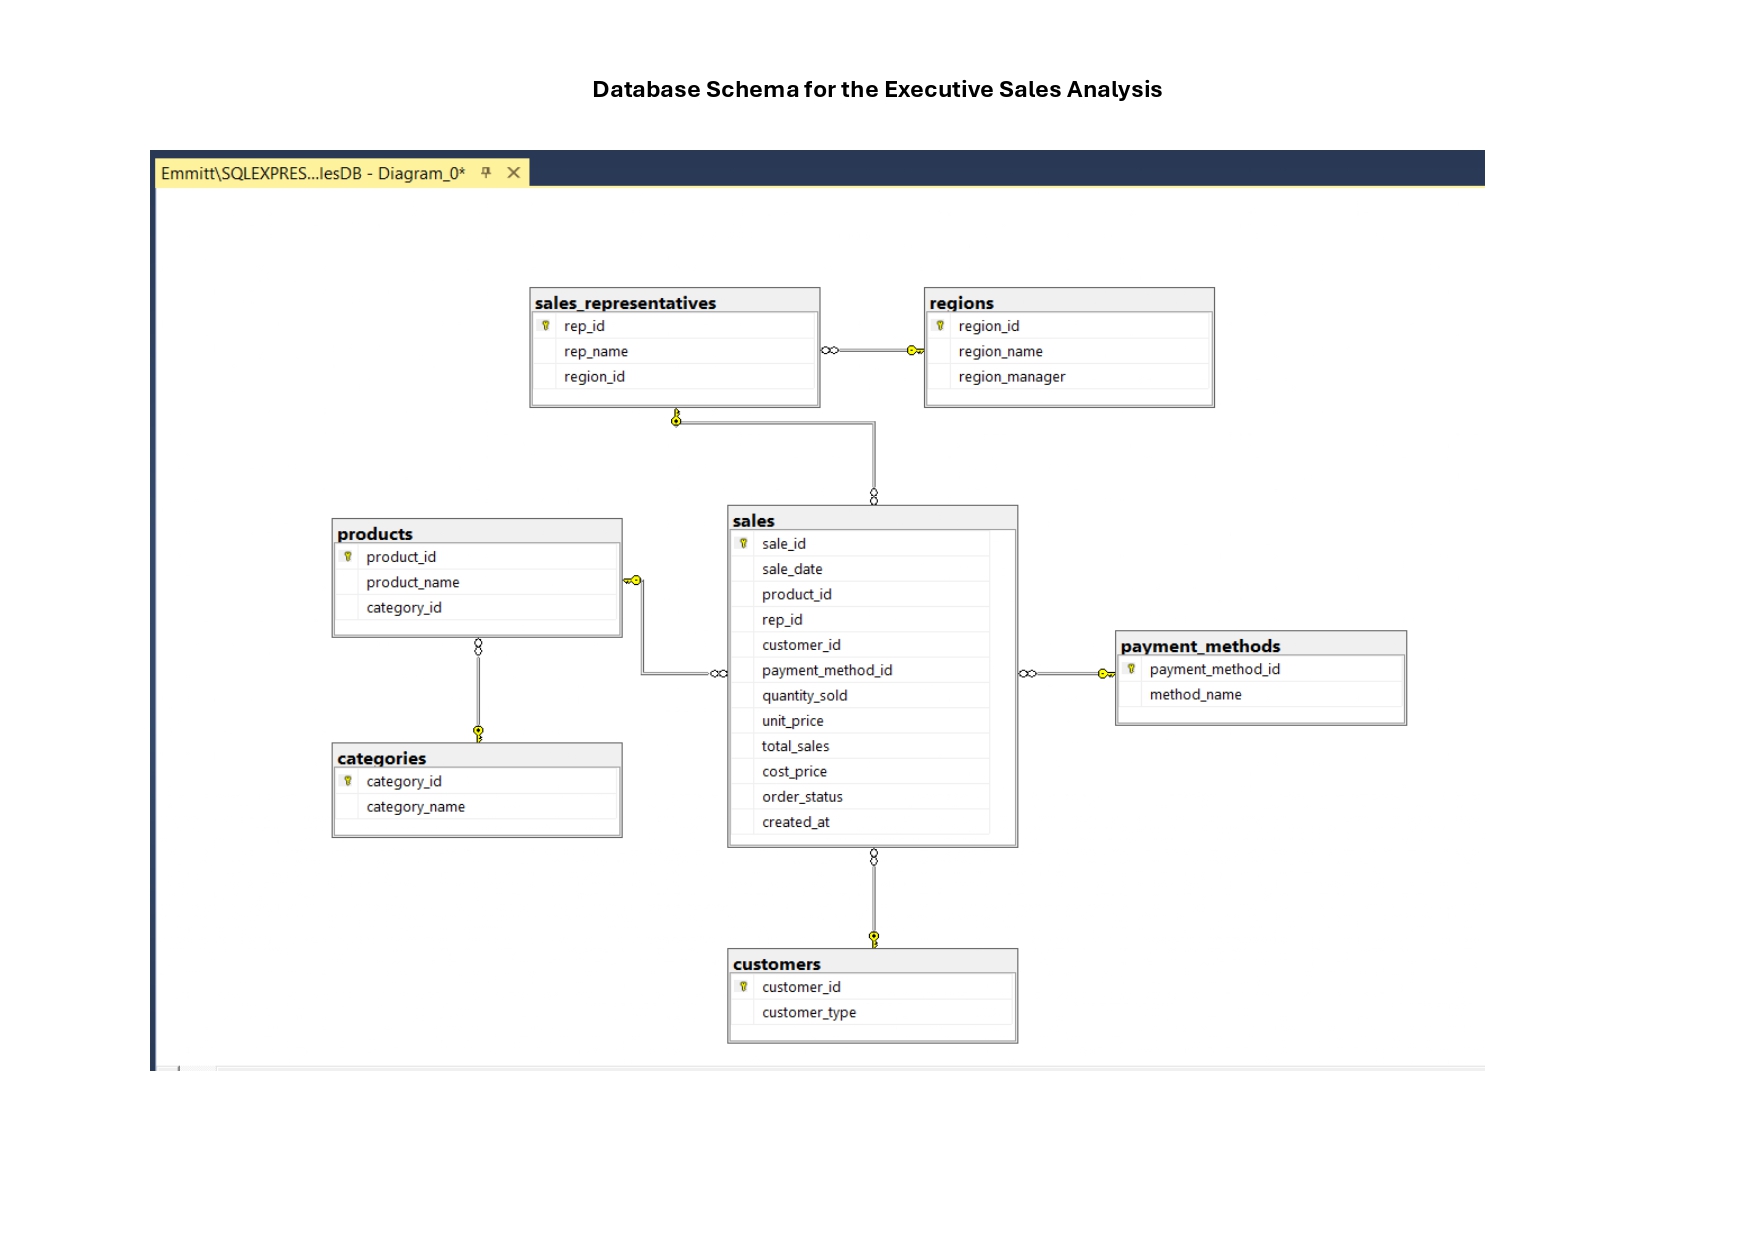 Database Schema for the Executive Sales Analysis
Emmitt\SQLEXPRES...lesDB - Diagram_0*
sales_representatives
rep_id
rep_name
region_id
regions
region_id
region_name
region_manager
products
product_id
product_name
category_id
sales
sale_id
sale_date
product_id
rep_id
customer_id
payment_method_id
quantity_sold
unit_price
total_sales
cost_price
order_status
created_at
payment_methods
payment_method_id
method_name
categories
category_id
category_name
customers
customer_id
customer_type